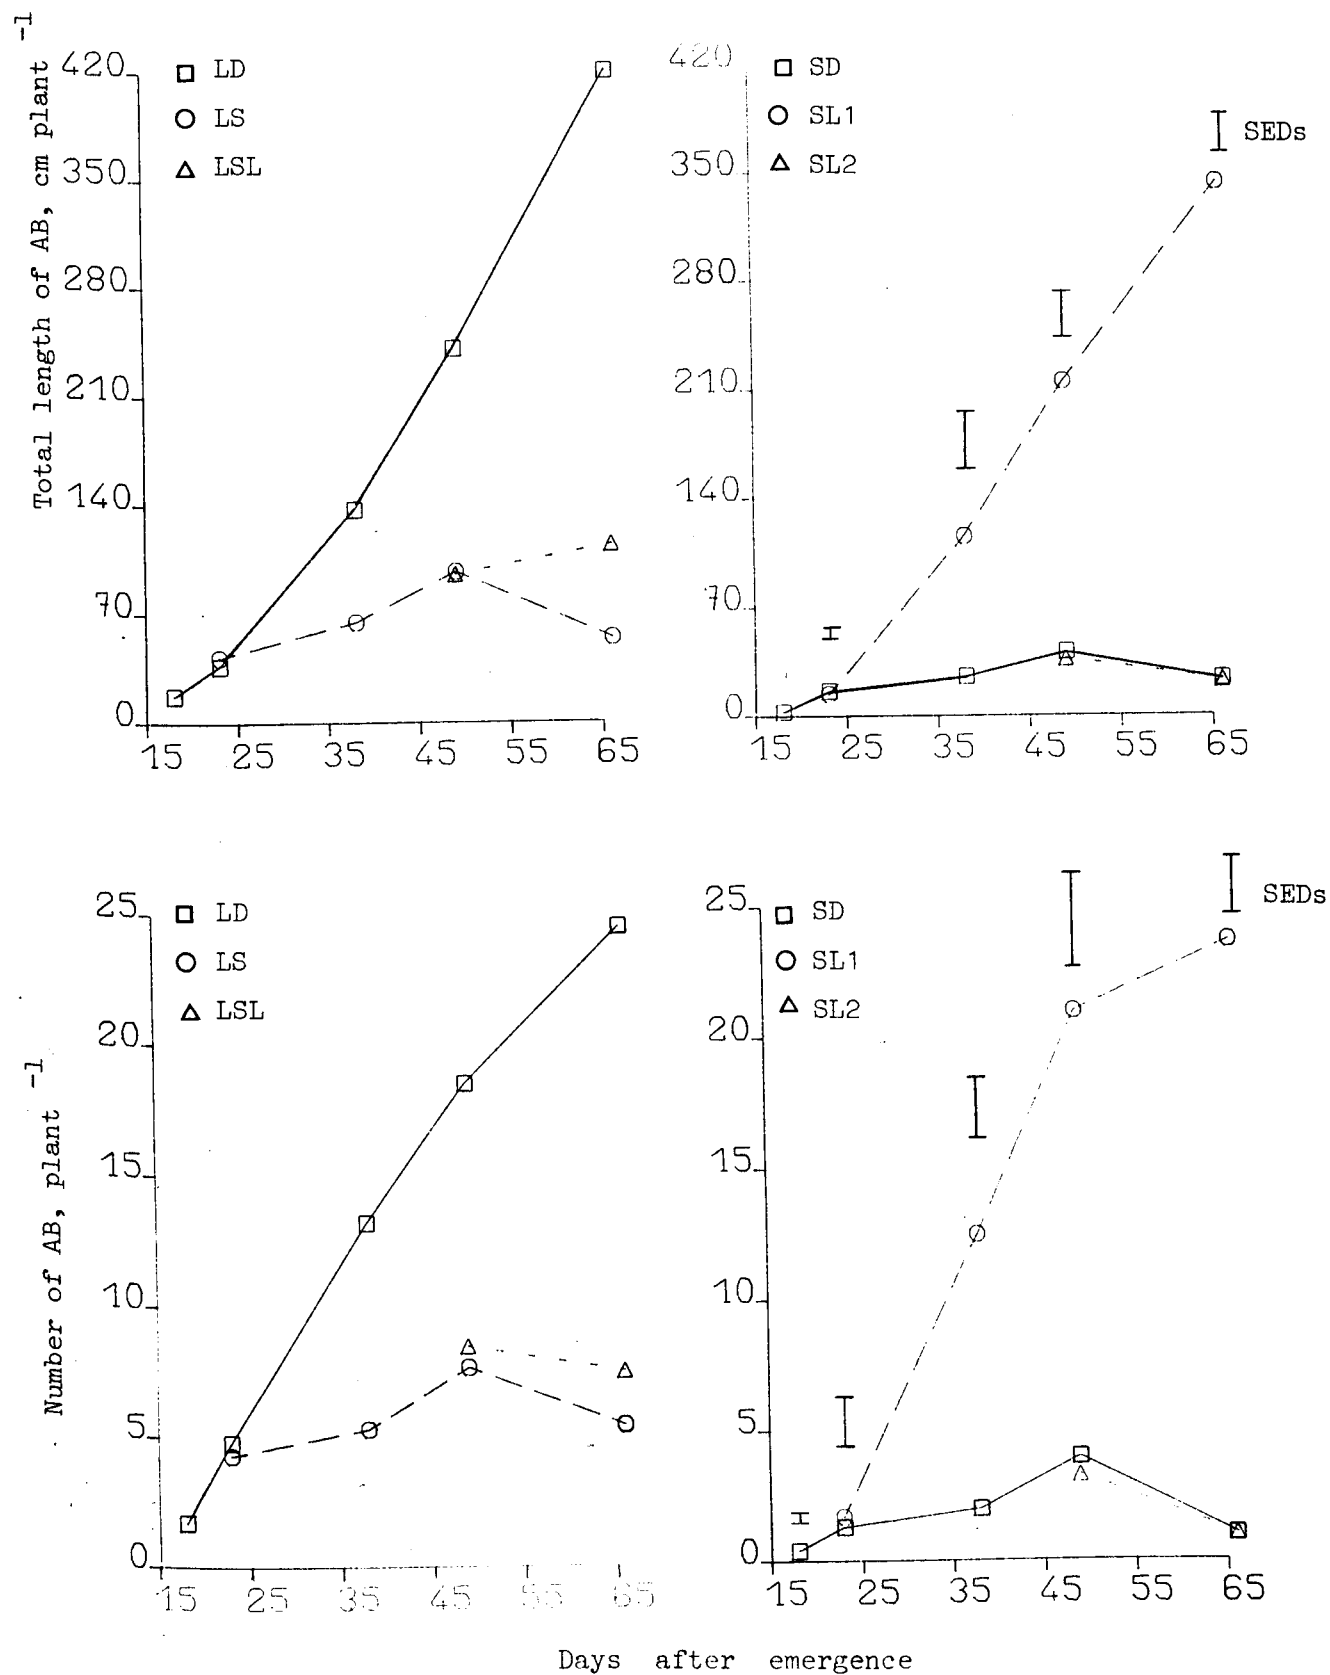 Total length of AB, cm plant -1
420
350
280
210
140
70
0
15 25 35 45 55 65
LD
LS
LSL
420
350
280
210
140
70
0
15 25 35 45 55 65
SD
SL1
SL2
SEDs
Number of AB, plant -1
25
20
15
10
5
0
15 25 35 45 55 65
LD
LS
LSL
25
20
15
10
5
0
15 25 35 45 55 65
SD
SL1
SL2
SEDs
Days after emergence